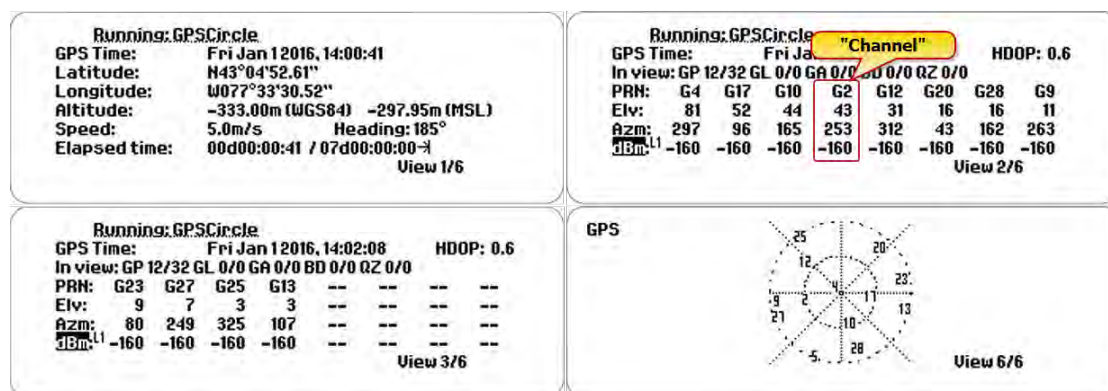 Running: GPSCircle
GPS Time: Fri Jan 1 2016, 14:00:41
Latitude: N43°04'52.61"
Longitude: W077°33'30.52"
Altitude: -333.00m (WGS84) -297.95m (MSL)
Speed: 5.0m/s Heading: 185°
Elapsed time: 00d00:00:41 / 07d00:00:00→|
View 1/6
Running: GPSCircle
"Channel"
GPS Time: Fri Ja HDOP: 0.6
In view: GP 12/32 GL 0/0 GA 0/0 BD 0/0 QZ 0/0
PRN: G4 G17 G10 G2 G12 G20 G28 G9
Elv: 81 52 44 43 31 16 16 11
Azm: 297 96 165 253 312 43 162 263
dBm: L1 -160 -160 -160 -160 -160 -160 -160 -160
View 2/6
Running: GPSCircle
GPS Time: Fri Jan 1 2016, 14:02:08 HDOP: 0.6
In view: GP 12/32 GL 0/0 GA 0/0 BD 0/0 QZ 0/0
PRN: G23 G27 G25 G13 -- -- -- --
Elv: 9 7 3 3 -- -- -- --
Azm: 80 249 325 107 -- -- -- --
dBm: L1 -160 -160 -160 -160 -- -- -- --
View 3/6
GPS
25
20
12
4
23
9
2
17
27
13
10
28
5
View 6/6